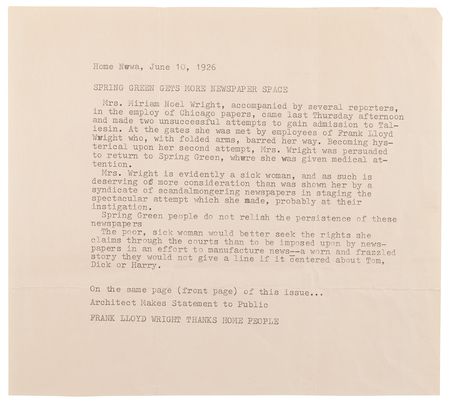 Home News, June 10, 1926
SPRING GREEN GETS MORE NEWSPAPER SPACE
Mrs. Miriam Noel Wright, accompanied by several reporters,
in the employ of Chicago papers, came last Thursday afternoon
and made two unsuccessful attempts to gain admission to Tal-
iesin. At the gates she was met by employees of Frank Lloyd
Wright who, with folded arms, barred her way. Becoming hys-
terical upon her second attempt, Mrs. Wright was persuaded
to return to Spring Green, where she was given medical at-
tention.
Mrs. Wright is evidently a sick woman, and as such is
deserving of more consideration than was shown her by a
syndicate of scandalmongering newspapers in staging the
spectacular attempt which she made, probably at their
instigation.
Spring Green people do not relish the persistence of these
newspapers
The poor, sick woman would better seek the rights she
claims through the courts than to be imposed upon by news-
papers in an effort to manufacture news--a worn and frazzled
story they would not give a line if it centered about Tom,
Dick or Harry.
On the same page (front page) of this issue...
Architect Makes Statement to Public
FRANK LLOYD WRIGHT THANKS HOME PEOPLE